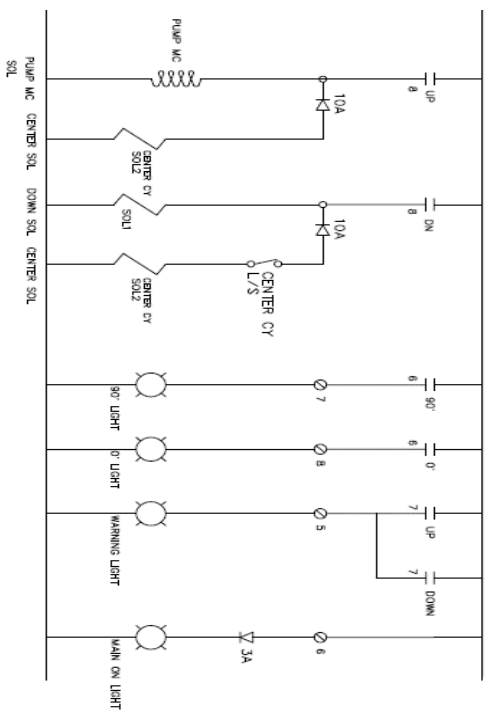 PUMP MC
UP
8
10A
PUMP MC
SOL
CENTER CY
SOL2
CENTER SOL
DN
8
10A
SOL1
DOWN SOL
CENTER CY
L/S
CENTER CY
SOL2
CENTER SOL
90'
6
7
90' LIGHT
0'
6
8
0' LIGHT
UP
7
5
WARNING LIGHT
DOWN
7
6
3A
MAIN ON LIGHT